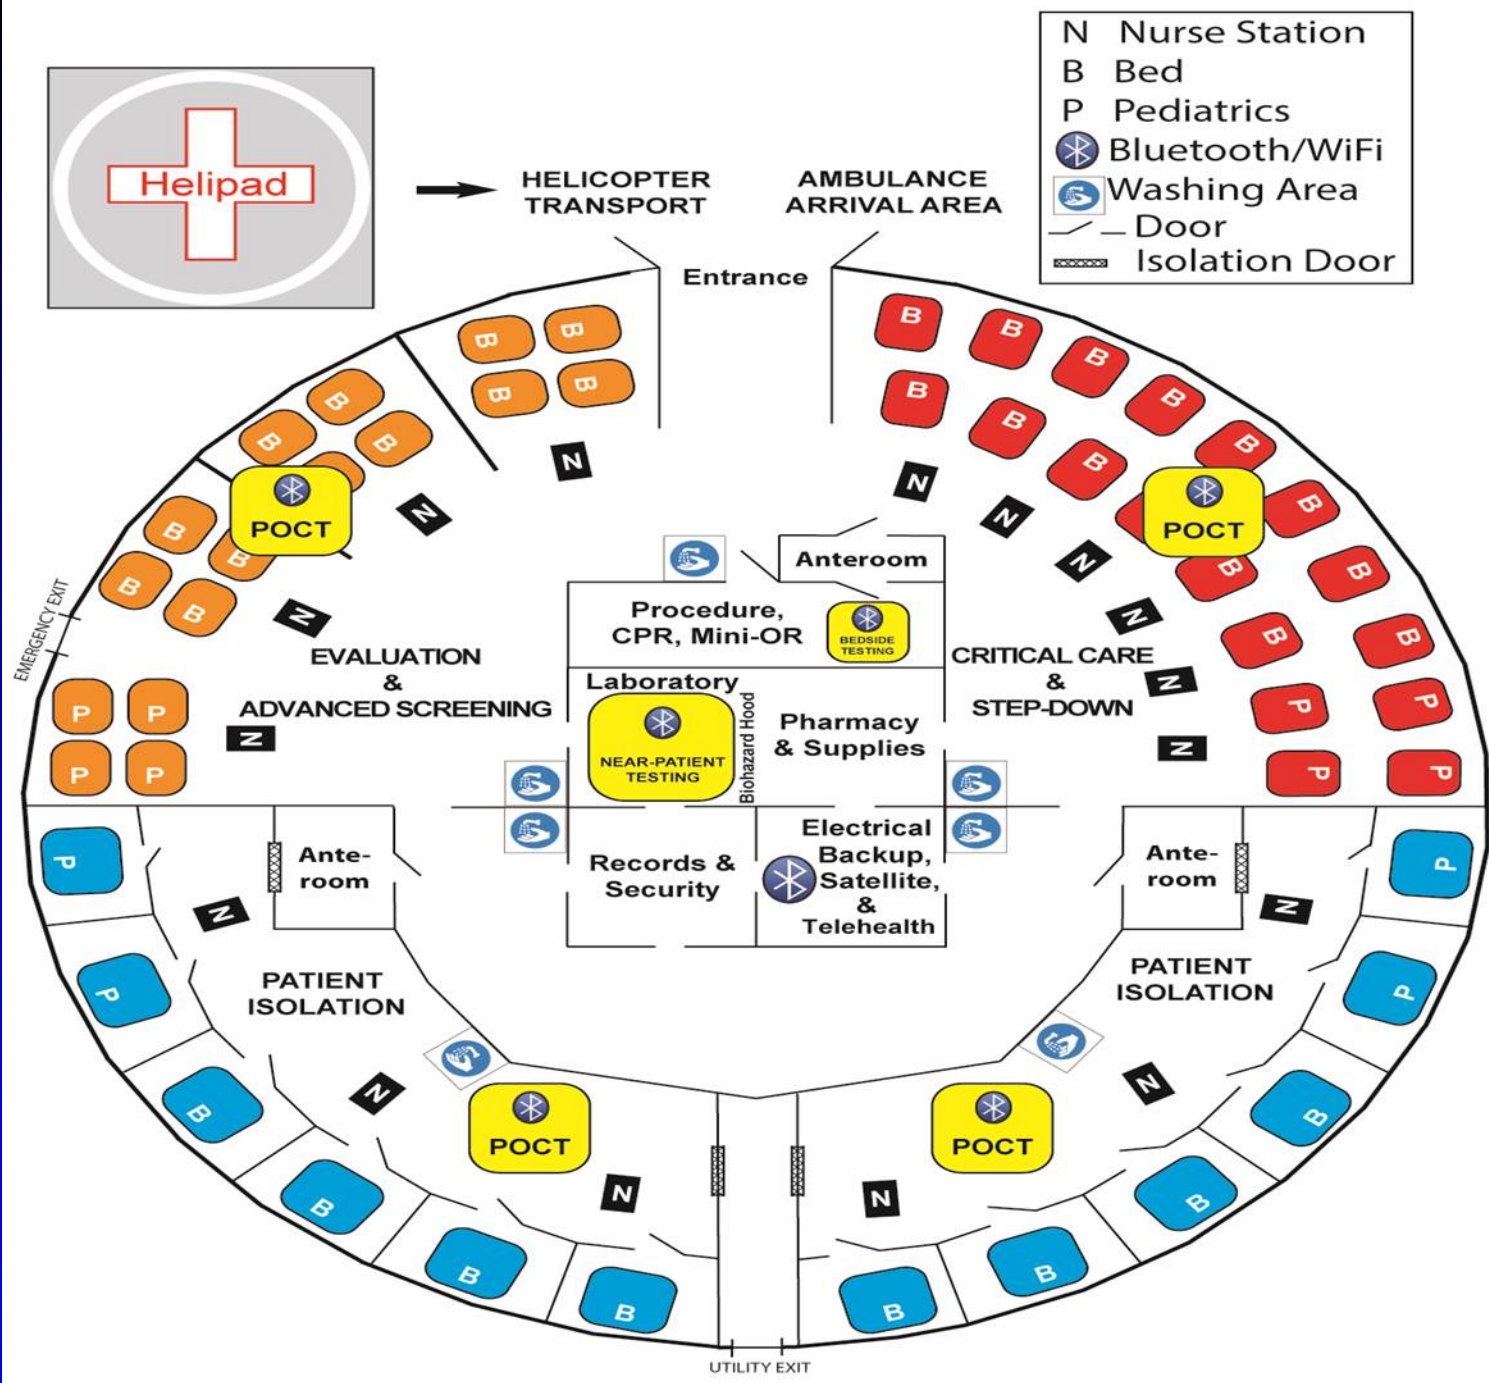 N Nurse Station
B Bed
P Pediatrics
Bluetooth/WiFi
Washing Area
Door
Isolation Door
Helipad
HELICOPTER
TRANSPORT
AMBULANCE
ARRIVAL AREA
Entrance
B B
B B
B
B B
B
B
B B
N
N
N
N
POCT
EMERGENCY EXIT
P P
P P
EVALUATION
&
ADVANCED SCREENING
B B B B B B B B
B B B B B
P P
P P
N
N
N
N
N
N
POCT
CRITICAL CARE
&
STEP-DOWN
Anteroom
Procedure,
CPR, Mini-OR
BEDSIDE
TESTING
Laboratory
NEAR-PATIENT
TESTING
Biohazard Hood
Pharmacy
& Supplies
Records &
Security
Electrical
Backup,
Satellite,
&
Telehealth
Ante-
room
PATIENT
ISOLATION
P
P
B
B
B
B
N
N
N
POCT
Ante-
room
PATIENT
ISOLATION
P
P
B
B
B
B
N
N
N
POCT
UTILITY EXIT